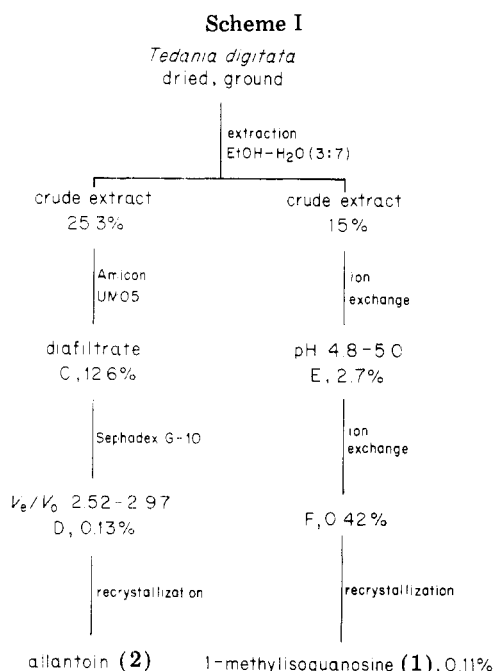 Scheme I
Tedania digitata
dried, ground
extraction
EtOH-H2O (3:7)
crude extract
25.3%
crude extract
15%
Amicon
UM05
ion
exchange
diafiltrate
C, 12.6%
pH 4.8-5.0
E, 2.7%
Sephadex G-10
ion
exchange
Ve/Vo 2.52-2.97
D, 0.13%
F, 0.42%
recrystallization
recrystallization
allantoin (2)
1-methylisoguanosine (1), 0.11%